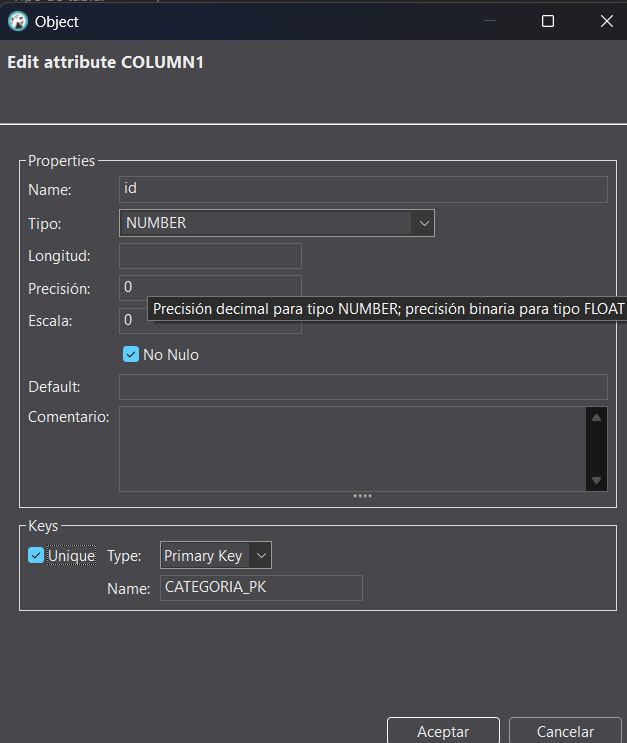 Object
Edit attribute COLUMN1
Properties
Name: id
Tipo: NUMBER
Longitud:
Precisión: 0
Precisión decimal para tipo NUMBER; precisión binaria para tipo FLOAT
Escala: 0
No Nulo
Default:
Comentario:
Keys
Unique Type: Primary Key
Name: CATEGORIA_PK
Aceptar Cancelar